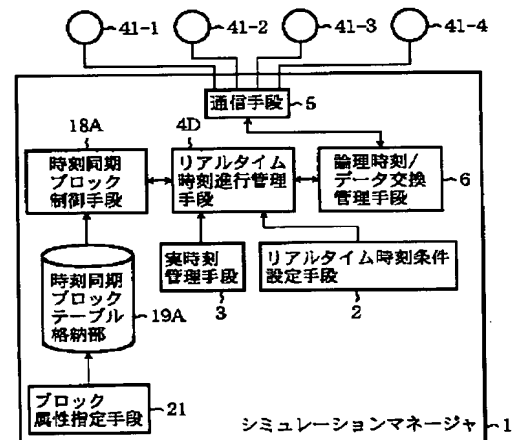 41-1
41-2
41-3
41-4
通信手段
5
18A
4D
時刻同期
ブロック
制御手段
リアルタイム
時刻進行管理
手段
論理時刻/
データ交換
管理手段
6
時刻同期
ブロック
テーブル
格納部
19A
実時刻
管理手段
3
リアルタイム時刻条件
設定手段
2
ブロック
属性指定手段
21
シミュレーションマネージャ
1